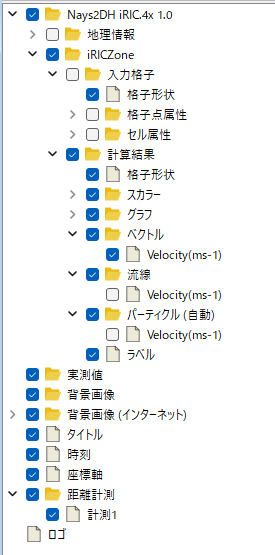 Nays2DH iRIC.4x 1.0
地理情報
iRICZone
入力格子
格子形状
格子点属性
セル属性
計算結果
格子形状
スカラー
グラフ
ベクトル
Velocity(ms-1)
流線
Velocity(ms-1)
パーティクル (自動)
Velocity(ms-1)
ラベル
実測値
背景画像
背景画像 (インターネット)
タイトル
時刻
座標軸
距離計測
計測1
ロゴ